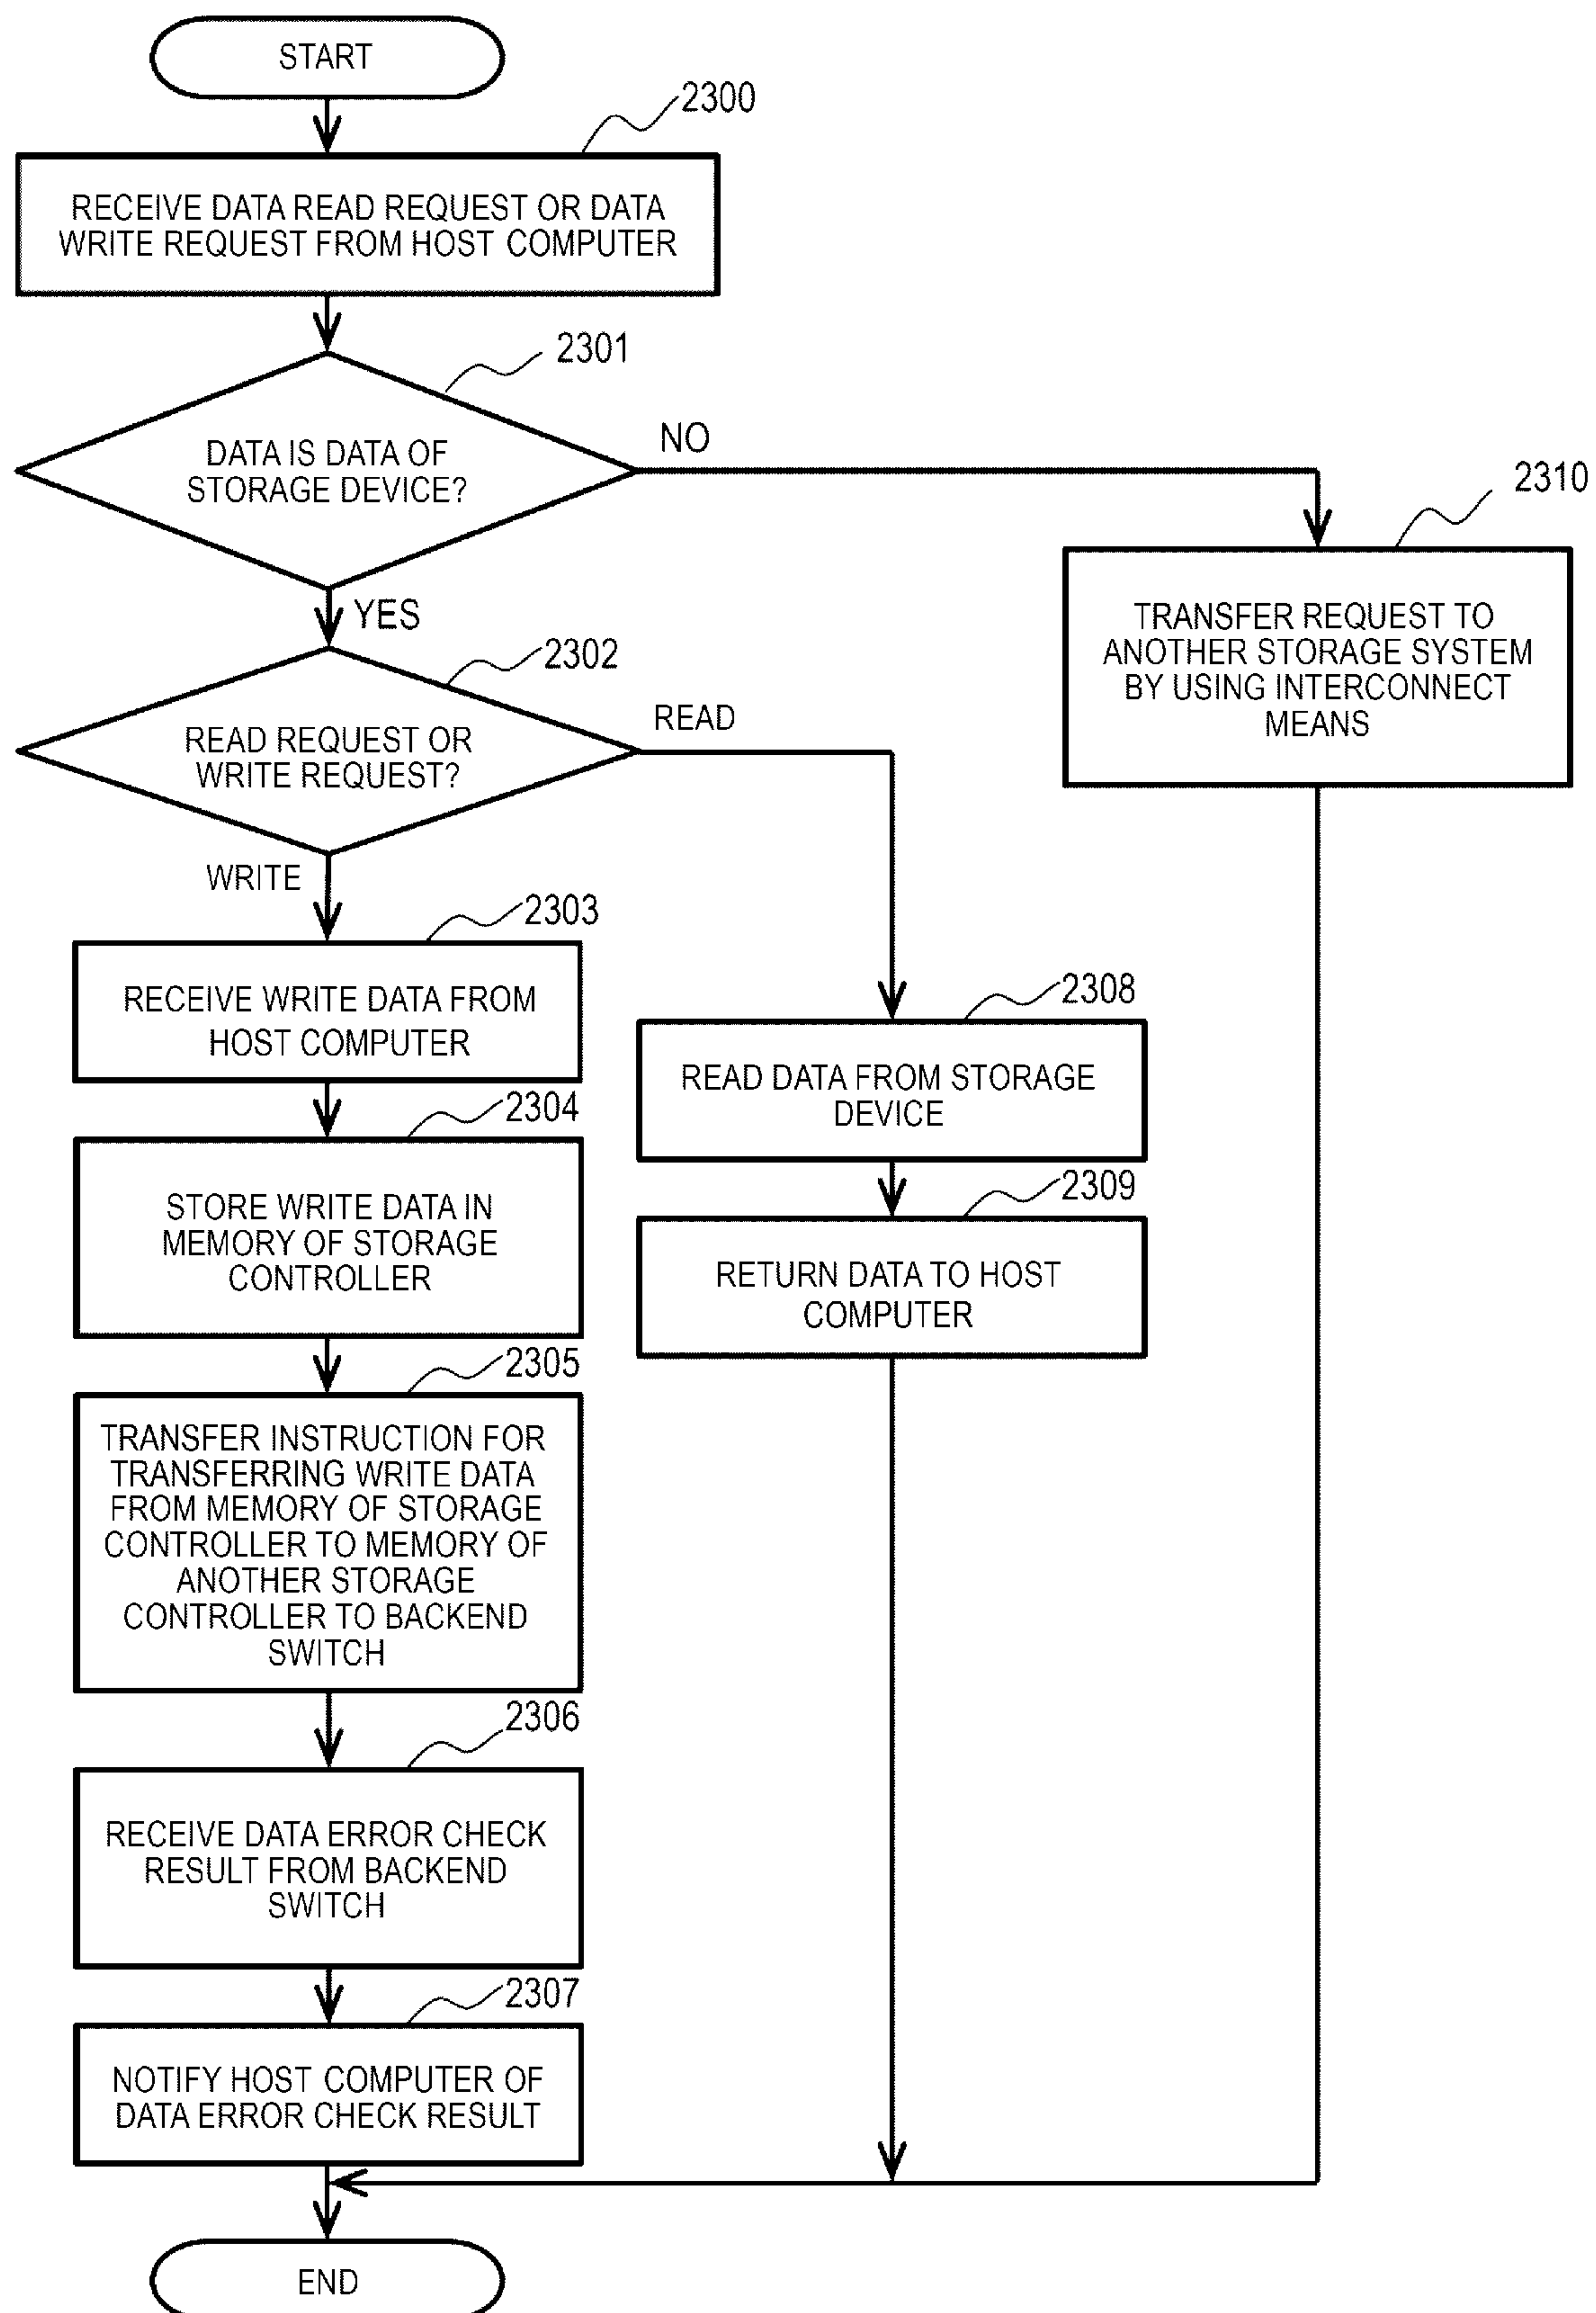 START
2300
RECEIVE DATA READ REQUEST OR DATA
WRITE REQUEST FROM HOST COMPUTER
2301
DATA IS DATA OF
STORAGE DEVICE?
NO
YES
2310
TRANSFER REQUEST TO
ANOTHER STORAGE SYSTEM
BY USING INTERCONNECT
MEANS
2302
READ REQUEST OR
WRITE REQUEST?
READ
WRITE
2303
RECEIVE WRITE DATA FROM
HOST COMPUTER
2304
STORE WRITE DATA IN
MEMORY OF STORAGE
CONTROLLER
2305
TRANSFER INSTRUCTION FOR
TRANSFERRING WRITE DATA
FROM MEMORY OF STORAGE
CONTROLLER TO MEMORY OF
ANOTHER STORAGE
CONTROLLER TO BACKEND
SWITCH
2306
RECEIVE DATA ERROR CHECK
RESULT FROM BACKEND
SWITCH
2307
NOTIFY HOST COMPUTER OF
DATA ERROR CHECK RESULT
2308
READ DATA FROM STORAGE
DEVICE
2309
RETURN DATA TO HOST
COMPUTER
END